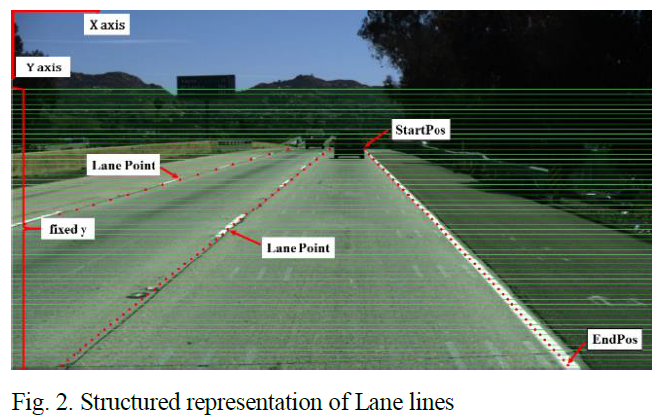 X axis
Y axis
StartPos
Lane Point
fixed y
Lane Point
EndPos
Fig. 2. Structured representation of Lane lines